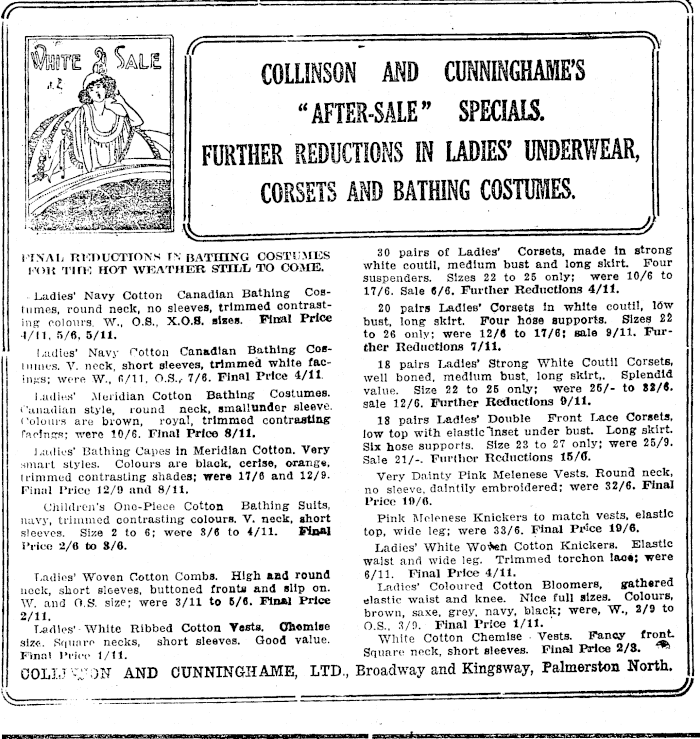 WHITE SALE
COLLINSON AND CUNNINGHAME'S
"AFTER-SALE" SPECIALS.
FURTHER REDUCTIONS IN LADIES' UNDERWEAR,
CORSETS AND BATHING COSTUMES.
FINAL REDUCTIONS IN BATHING COSTUMES
FOR THE HOT WEATHER STILL TO COME.
Ladies' Navy Cotton Canadian Bathing Cos-
tumes, round neck, no sleeves, trimmed contrast-
ing colours, W., O.S., X.O.S. sizes. Final Price
4/11, 5/6, 5/11.
Ladies' Navy Cotton Canadian Bathing Cos-
tumes. V. neck, short sleeves, trimmed white fac-
ings; were W., 6/11, O.S., 7/6. Final Price 4/11.
Ladies' Meridian Cotton Bathing Costumes.
Canadian style, round neck, smallunder sleeve.
Colours are brown, royal, trimmed contrasting
facings; were 10/6. Final Price 8/11.
Ladies' Bathing Capes in Meridian Cotton. Very
smart styles. Colours are black, cerise, orange,
trimmed contrasting shades; were 17/6 and 12/9.
Final Price 12/9 and 8/11.
Children's One-Piece Cotton Bathing Suits,
navy, trimmed contrasting colours. V. neck, short
sleeves. Size 2 to 6; were 3/6 to 4/11. Final
Price 2/6 to 3/6.
Ladies' Woven Cotton Combs. High and round
neck, short sleeves, buttoned fronts and slip on.
W. and O.S. size; were 3/11 to 5/6. Final Price
2/11.
Ladies' White Ribbed Cotton Vests. Chemise
size. Square necks, short sleeves. Good value.
Final Price 1/11.
30 pairs of Ladies' Corsets, made in strong
white coutil, medium bust and long skirt. Four
suspenders. Sizes 22 to 25 only; were 10/6 to
17/6. Sale 6/6. Further Reductions 4/11.
20 pairs Ladies' Corsets in white coutil, low
bust, long skirt. Four hose supports. Sizes 22
to 26 only; were 12/6 to 17/6; sale 9/11. Fur-
ther Reductions 7/11.
18 pairs Ladies' Strong White Coutil Corsets,
well boned, medium bust, long skirt,. Splendid
value. Size 22 to 25 only; were 25/- to 32/6.
sale 12/6. Further Reductions 9/11.
18 pairs Ladies' Double Front Lace Corsets,
low top with elastic inset under bust. Long skirt.
Six hose supports. Size 23 to 27 only; were 25/9.
Sale 21/-. Further Reductions 15/6.
Very Dainty Pink Melenese Vests. Round neck,
no sleeve, daintily embroidered; were 32/6. Final
Price 19/6.
Pink Melenese Knickers to match vests, elastic
top, wide leg; were 33/6. Final Price 19/6.
Ladies' White Woven Cotton Knickers. Elastic
waist and wide leg. Trimmed torchon lace; were
6/11. Final Price 4/11.
Ladies' Coloured Cotton Bloomers, gathered
elastic waist and knee. Nice full sizes. Colours,
brown, saxe, grey, navy, black; were, W., 2/9 to
O.S., 3/9. Final Price 1/11.
White Cotton Chemise Vests. Fancy front.
Square neck, short sleeves. Final Price 2/3.
COLLINSON AND CUNNINGHAME, LTD., Broadway and Kingsway, Palmerston North.